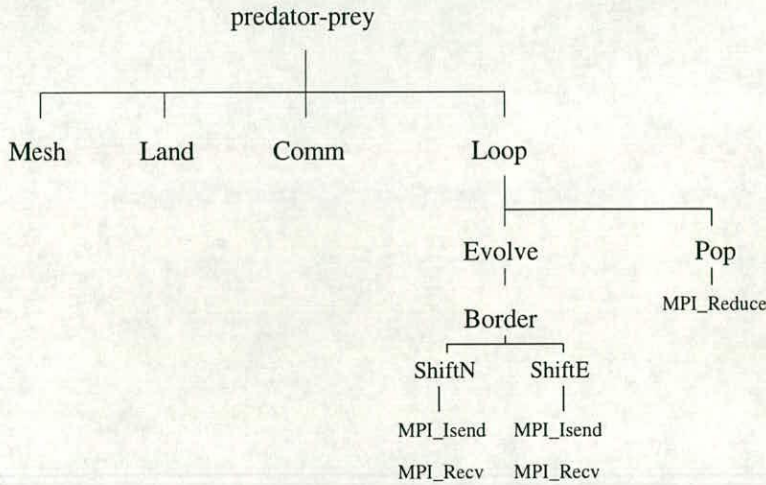 predator-prey
Mesh Land Comm Loop
Evolve Pop
MPI_Reduce
Border
ShiftN ShiftE
MPI_Isend MPI_Isend
MPI_Recv MPI_Recv